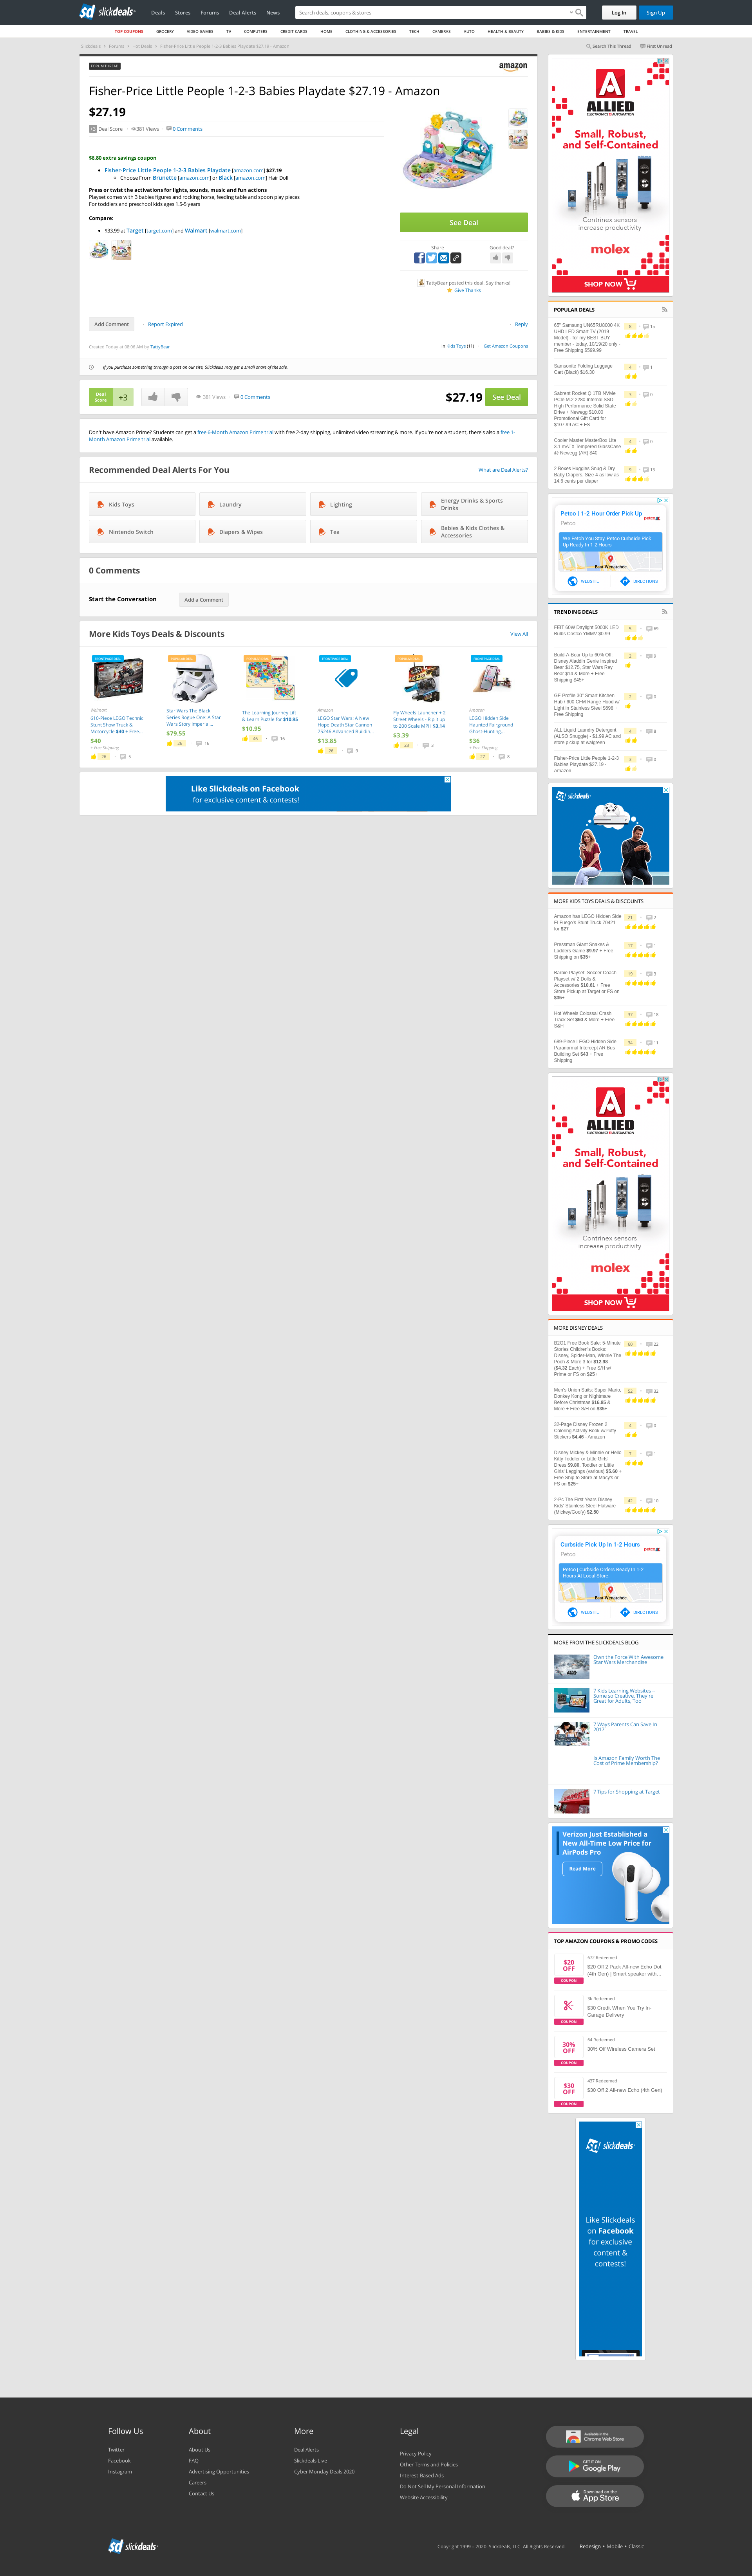 slickdeals
Deals Stores Forums Deal Alerts News
Search deals, coupons & stores
Log In Sign Up
TOP COUPONS GROCERY VIDEO GAMES TV COMPUTERS CREDIT CARDS HOME CLOTHING & ACCESSORIES TECH CAMERAS AUTO HEALTH & BEAUTY BABIES & KIDS ENTERTAINMENT TRAVEL
Slickdeals Forums Hot Deals Fisher-Price Little People 1-2-3 Babies Playdate $27.19 - Amazon
Search This Thread First Unread
FORUM THREAD
amazon
Fisher-Price Little People 1-2-3 Babies Playdate $27.19 - Amazon
$27.19
+3 Deal Score 381 Views 0 Comments
$6.80 extra savings coupon
Fisher-Price Little People 1-2-3 Babies Playdate [amazon.com] $27.19
Choose From Brunette [amazon.com] or Black [amazon.com] Hair Doll
Press or twist the activations for lights, sounds, music and fun actions
Playset comes with 3 babies figures and rocking horse, feeding table and spoon play pieces
For toddlers and preschool kids ages 1.5-5 years
Compare:
$33.99 at Target [target.com] and Walmart [walmart.com]
See Deal
Share
Good deal?
TattyBear posted this deal. Say thanks!
Give Thanks
Add Comment Report Expired Reply
Created Today at 08:06 AM by TattyBear
in Kids Toys (11) Get Amazon Coupons
If you purchase something through a post on our site, Slickdeals may get a small share of the sale.
Deal
Score
+3
381 Views 0 Comments
$27.19 See Deal
Don't have Amazon Prime? Students can get a free 6-Month Amazon Prime trial with free 2-day shipping, unlimited video streaming & more. If you're not a student, there's also a free 1-
Month Amazon Prime trial available.
Recommended Deal Alerts For You
What are Deal Alerts?
Kids Toys
Laundry
Lighting
Energy Drinks & Sports
Drinks
Nintendo Switch
Diapers & Wipes
Tea
Babies & Kids Clothes &
Accessories
0 Comments
Start the Conversation
Add a Comment
More Kids Toys Deals & Discounts
View All
Walmart
610-Piece LEGO Technic
Stunt Show Truck &
Motorcycle $40 + Free...
$40
+ Free Shipping
26 5
Star Wars The Black
Series Rogue One: A Star
Wars Story Imperial...
$79.55
26 16
The Learning Journey Lift
& Learn Puzzle for $10.95
$10.95
46 16
Amazon
LEGO Star Wars: A New
Hope Death Star Cannon
75246 Advanced Buildin...
$13.85
26 9
Fly Wheels Launcher + 2
Street Wheels - Rip it up
to 200 Scale MPH $3.14
$3.39
23 3
Amazon
LEGO Hidden Side
Haunted Fairground
Ghost-Hunting...
$36
+ Free Shipping
27 8
Like Slickdeals on Facebook
for exclusive content & contests!
ALLIED
Small, Robust,
and Self-Contained
Contrinex sensors
increase productivity
molex
SHOP NOW
POPULAR DEALS
65" Samsung UN65RU8000 4K
UHD LED Smart TV (2019
Model) - for my BEST BUY
member - today, 10/19/20 only -
Free Shipping $599.99
8 15
Samsonite Folding Luggage
Cart (Black) $16.30
4 1
Sabrent Rocket Q 1TB NVMe
PCIe M.2 2280 Internal SSD
High Performance Solid State
Drive + Newegg $10.00
Promotional Gift Card for
$107.99 AC + FS
3 0
Cooler Master MasterBox Lite
3.1 mATX Tempered GlassCase
@ Newegg (AR) $40
4 0
2 Boxes Huggies Snug & Dry
Baby Diapers, Size 4 as low as
14.6 cents per diaper
9 13
Petco | 1-2 Hour Order Pick Up
Petco
We Fetch You Stay. Petco Curbside Pick
Up Ready In 1-2 Hours
East Wenatchee
WEBSITE DIRECTIONS
TRENDING DEALS
FEIT 60W Daylight 5000K LED
Bulbs Costco YMMV $0.99
5 69
Build-A-Bear Up to 60% Off:
Disney Aladdin Genie Inspired
Bear $12.75, Star Wars Rey
Bear $14 & More + Free
Shipping $45+
2 9
GE Profile 30" Smart Kitchen
Hub / 600 CFM Range Hood w/
Light in Stainless Steel $698 +
Free Shipping
3 0
ALL Liquid Laundry Detergent
(ALSO Snuggle) - $1.99 AC and
store pickup at walgreen
4 8
Fisher-Price Little People 1-2-3
Babies Playdate $27.19 -
Amazon
3 0
slickdeals
MORE KIDS TOYS DEALS & DISCOUNTS
Amazon has LEGO Hidden Side
El Fuego's Stunt Truck 70421
for $27
21 2
Pressman Giant Snakes &
Ladders Game $9.97 + Free
Shipping on $35+
17 1
Barbie Playset: Soccer Coach
Playset w/ 2 Dolls &
Accessories $10.61 + Free
Store Pickup at Target or FS on
$35+
19 3
Hot Wheels Colossal Crash
Track Set $50 & More + Free
S&H
37 18
689-Piece LEGO Hidden Side
Paranormal Intercept AR Bus
Building Set $43 + Free
Shipping
34 11
ALLIED
Small, Robust,
and Self-Contained
Contrinex sensors
increase productivity
molex
SHOP NOW
MORE DISNEY DEALS
B2G1 Free Book Sale: 5-Minute
Stories Children's Books:
Disney, Spider-Man, Winnie The
Pooh & More 3 for $12.98
($4.32 Each) + Free S/H w/
Prime or FS on $25+
60 22
Men's Union Suits: Super Mario,
Donkey Kong or Nightmare
Before Christmas $16.85 &
More + Free S/H on $35+
52 32
32-Page Disney Frozen 2
Coloring Activity Book w/Puffy
Stickers $4.46 - Amazon
4 0
Disney Mickey & Minnie or Hello
Kitty Toddler or Little Girls'
Dress $9.80, Toddler or Little
Girls' Leggings (various) $5.60 +
Free Ship to Store at Macy's or
FS on $25+
7 1
2-Pc The First Years Disney
Kids' Stainless Steel Flatware
(Mickey/Goofy) $2.50
42 10
Curbside Pick Up In 1-2 Hours
Petco
Petco | Curbside Orders Ready In 1-2
Hours At Local Store.
East Wenatchee
WEBSITE DIRECTIONS
MORE FROM THE SLICKDEALS BLOG
Own the Force With Awesome
Star Wars Merchandise
7 Kids Learning Websites –
Some so Creative, They're
Great for Adults, Too
7 Ways Parents Can Save in
2017
Is Amazon Family Worth The
Cost of Prime Membership?
7 Tips for Shopping at Target
Verizon Just Established a
New All-Time Low Price for
AirPods Pro
Read More
TOP AMAZON COUPONS & PROMO CODES
$20
OFF
COUPON
672 Redeemed
$20 Off 2 Pack All-new Echo Dot
(4th Gen) | Smart speaker with...
COUPON
3k Redeemed
$30 Credit When You Try In-
Garage Delivery
30%
OFF
COUPON
64 Redeemed
30% Off Wireless Camera Set
$30
OFF
COUPON
937 Redeemed
$30 Off 2 All-new Echo (4th Gen)
slickdeals
Like Slickdeals
on Facebook
for exclusive
content &
contests!
Follow Us
Twitter
Facebook
Instagram
About
About Us
FAQ
Advertising Opportunities
Careers
Contact Us
More
Deal Alerts
Slickdeals Live
Cyber Monday Deals 2020
Legal
Privacy Policy
Other Terms and Policies
Interest-Based Ads
Do Not Sell My Personal Information
Website Accessibility
Available in the
Chrome Web Store
GET IT ON
Google Play
Download on the
App Store
slickdeals
Copyright 1999 - 2020. Slickdeals, LLC. All Rights Reserved. Redesign • Mobile • Classic